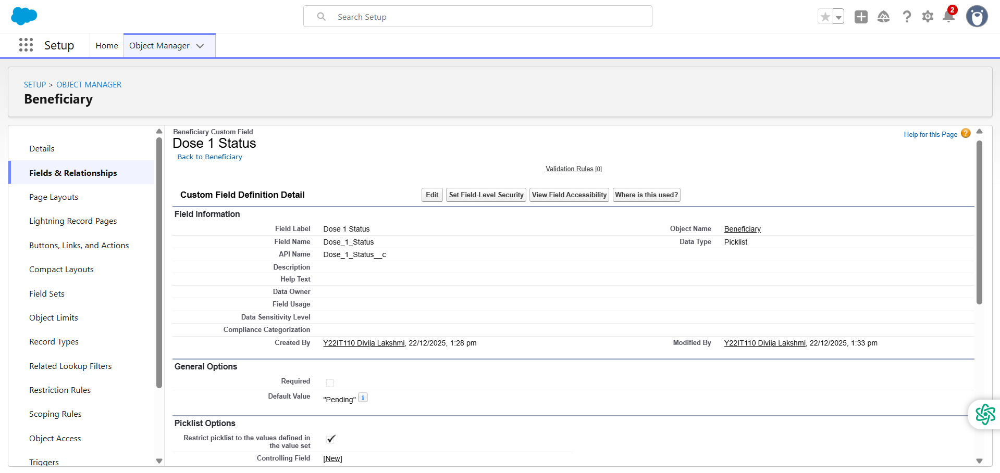 Search Setup
2
Setup
Home
Object Manager
SETUP > OBJECT MANAGER
Beneficiary
Details
Fields & Relationships
Page Layouts
Lightning Record Pages
Buttons, Links, and Actions
Compact Layouts
Field Sets
Object Limits
Record Types
Related Lookup Filters
Restriction Rules
Scoping Rules
Object Access
Triggers
Beneficiary Custom Field
Dose 1 Status
Back to Beneficiary
Help for this Page ?
Validation Rules [0]
Custom Field Definition Detail
Edit
Set Field-Level Security
View Field Accessibility
Where is this used?
Field Information
Field Label Dose 1 Status Object Name Beneficiary
Field Name Dose_1_Status Data Type Picklist
API Name Dose_1_Status__c
Description
Help Text
Data Owner
Field Usage
Data Sensitivity Level
Compliance Categorization
Created By Y22IT110 Divija Lakshmi, 22/12/2025, 1:28 pm Modified By Y22IT110 Divija Lakshmi, 22/12/2025, 1:33 pm
General Options
Required
Default Value "Pending" i
Picklist Options
Restrict picklist to the values defined in
the value set
Controlling Field [New]